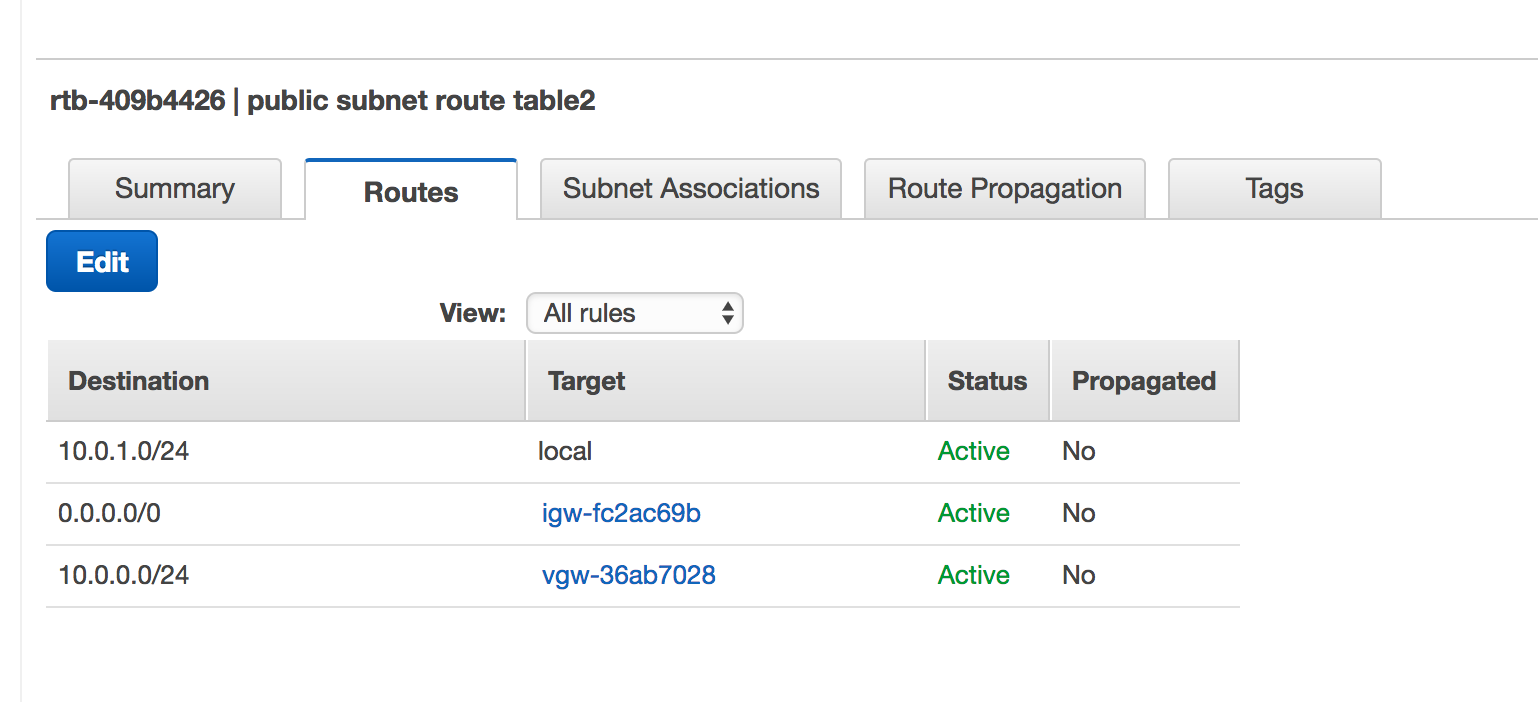 rtb-409b4426 | public subnet route table2
Summary Routes Subnet Associations Route Propagation Tags
Edit
View: All rules
Destination Target Status Propagated
10.0.1.0/24 local Active No
0.0.0.0/0 igw-fc2ac69b Active No
10.0.0.0/24 vgw-36ab7028 Active No